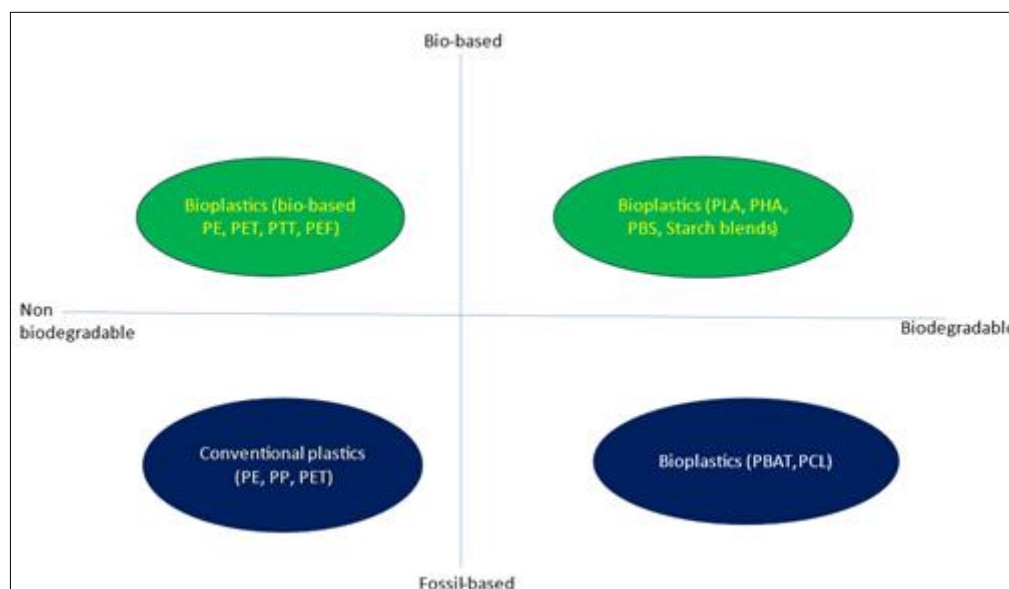 Bio-based
Bioplastics (bio-based
PE, PET, PTT, PEF)
Bioplastics (PLA, PHA,
PBS, Starch blends)
Non
biodegradable
Biodegradable
Conventional plastics
(PE, PP, PET)
Bioplastics (PBAT, PCL)
Fossil-based